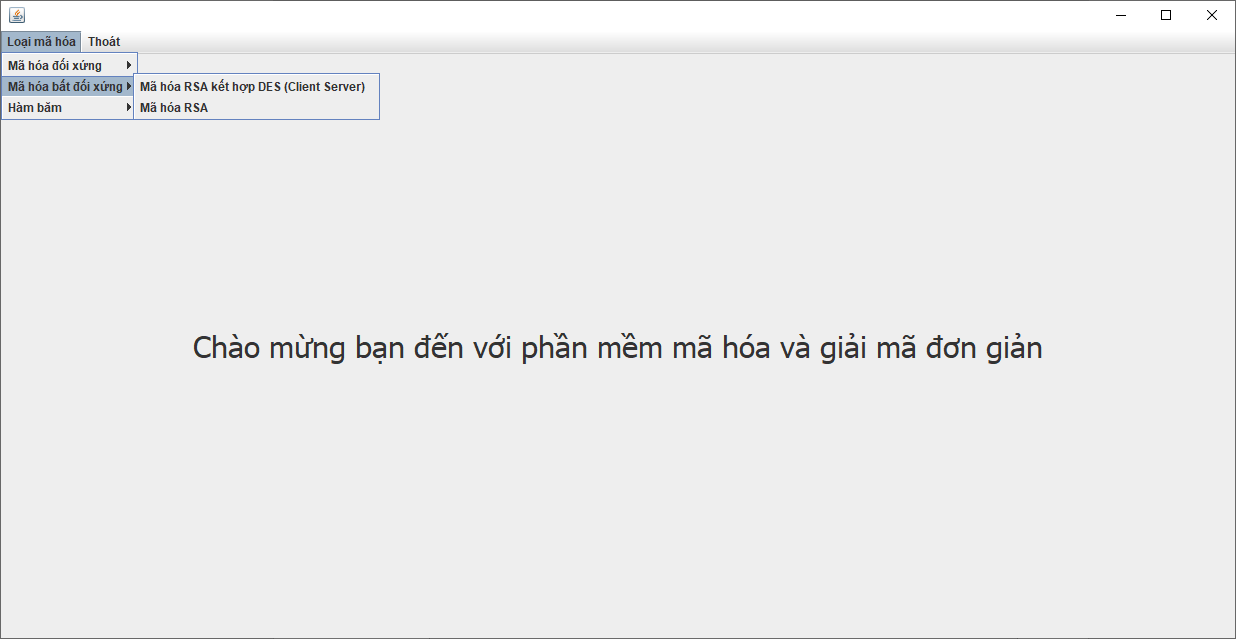 Loại mã hóa Thoát
Mã hóa đối xứng
Mã hóa bất đối xứng Mã hóa RSA kết hợp DES (Client Server)
Hàm băm Mã hóa RSA
Chào mừng bạn đến với phần mềm mã hóa và giải mã đơn giản